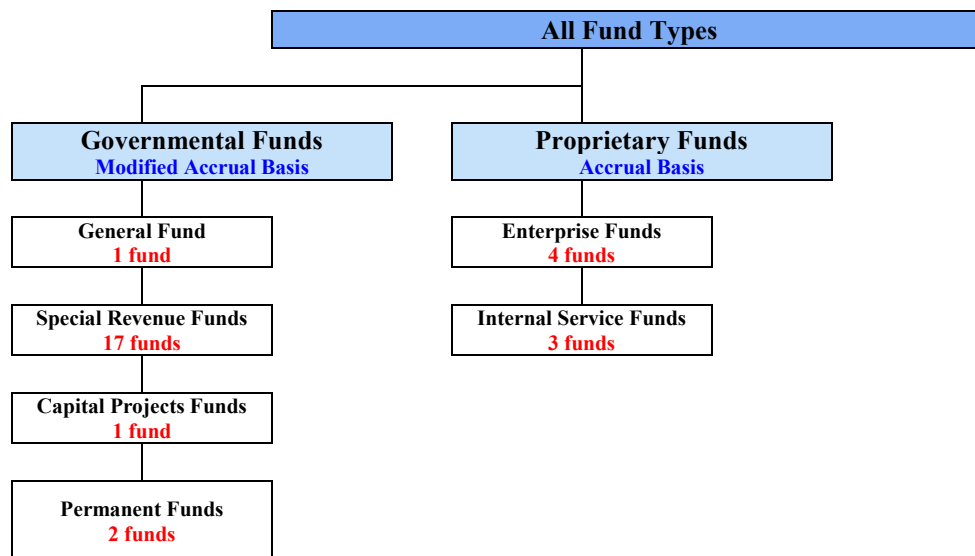 All Fund Types
Governmental Funds
Modified Accrual Basis
Proprietary Funds
Accrual Basis
General Fund
1 fund
Enterprise Funds
4 funds
Special Revenue Funds
17 funds
Internal Service Funds
3 funds
Capital Projects Funds
1 fund
Permanent Funds
2 funds